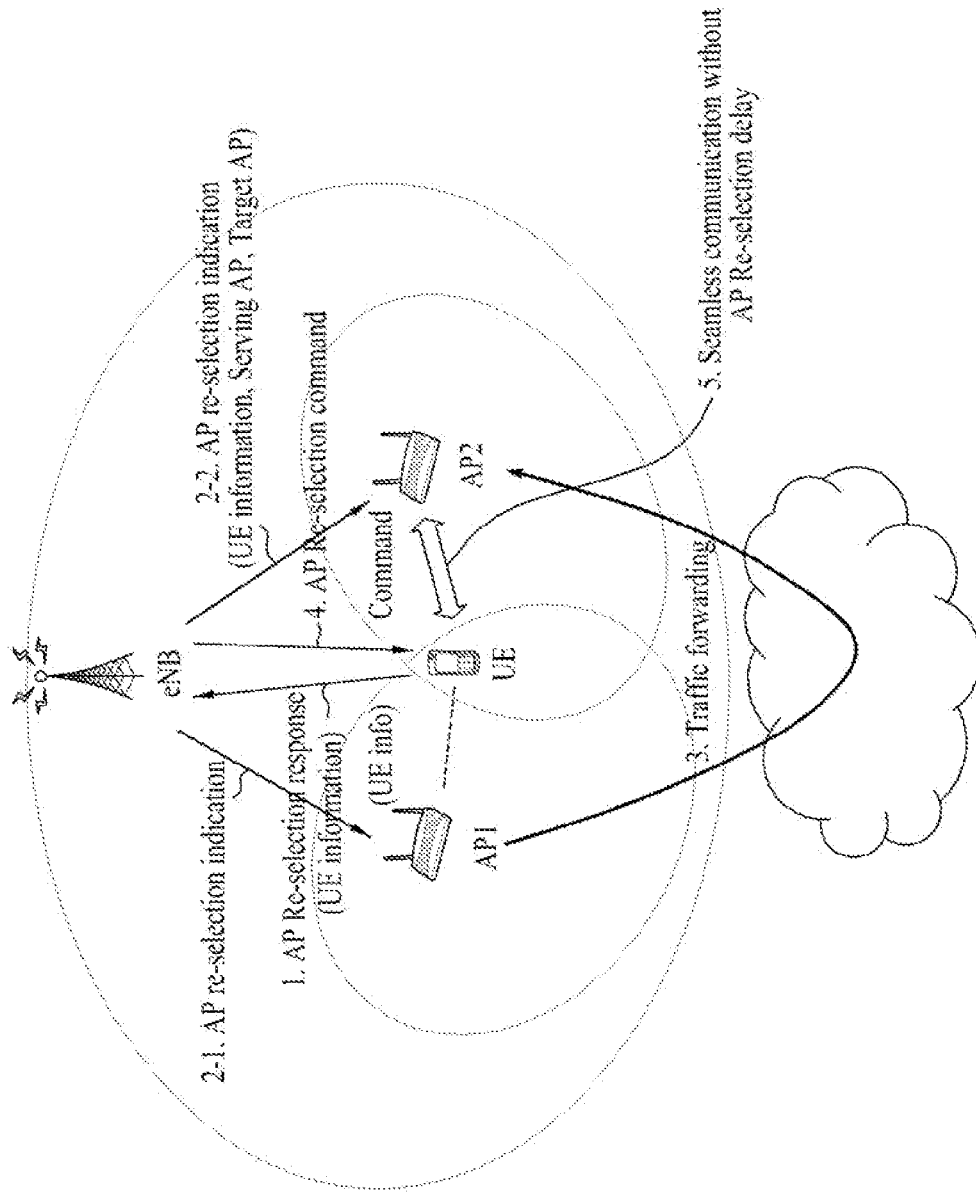 eNB
2-1. AP re-selection indication
2-2. AP re-selection indication
(UE information, Serving AP, Target AP)
1. AP Re-selection response
(UE information)
4. AP Re-selection command
(UE info)
Command
AP1
UE
AP2
3. Traffic forwarding
5. Seamless communication without
AP Re-selection delay